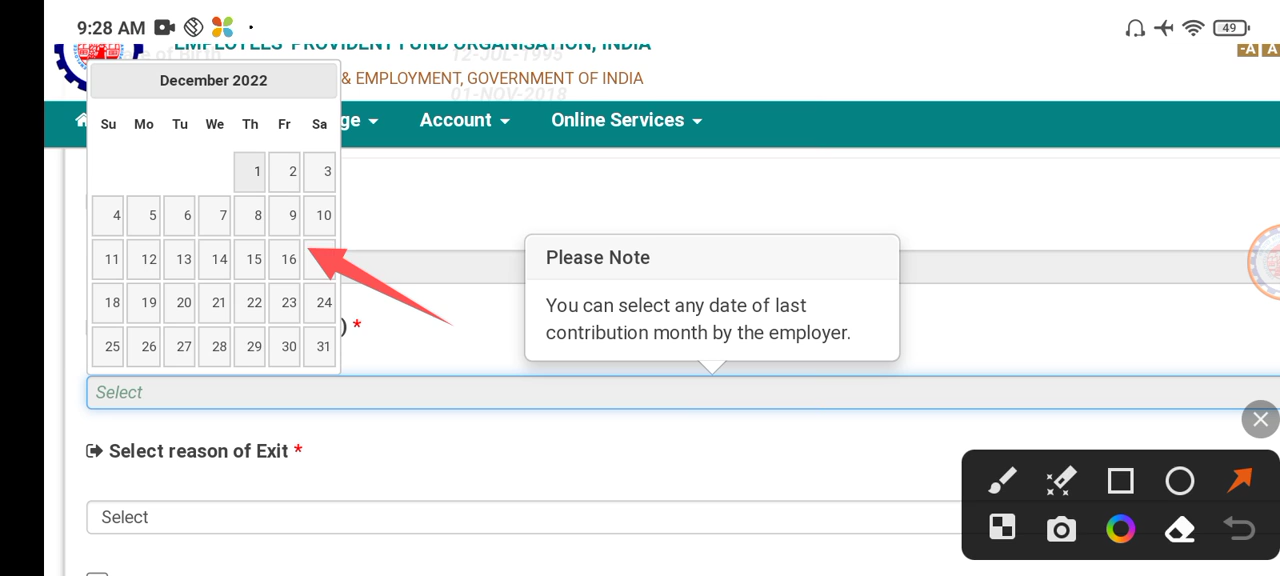 9:28 AM
49
EMPLOYEES' PROVIDENT FUND ORGANISATION, INDIA
of Birth
12-JUL-1995
& EMPLOYMENT, GOVERNMENT OF INDIA
-A A
01-NOV-2018
ge Account Online Services
December 2022
Su Mo Tu We Th Fr Sa
1 2 3
4 5 6 7 8 9 10
11 12 13 14 15 16
18 19 20 21 22 23 24
25 26 27 28 29 30 31
) *
Please Note
You can select any date of last
contribution month by the employer.
Select
Select reason of Exit *
Select